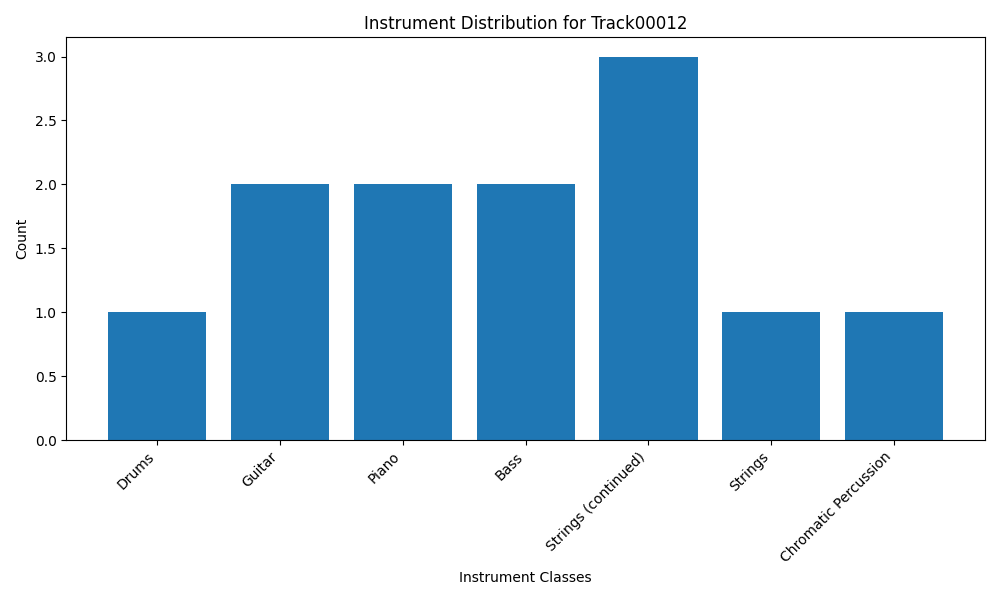 Instrument Distribution for Track00012
Count
3.0
2.5
2.0
1.5
1.0
0.5
0.0
Drums
Guitar
Piano
Bass
Strings (continued)
Strings
Chromatic Percussion
Instrument Classes